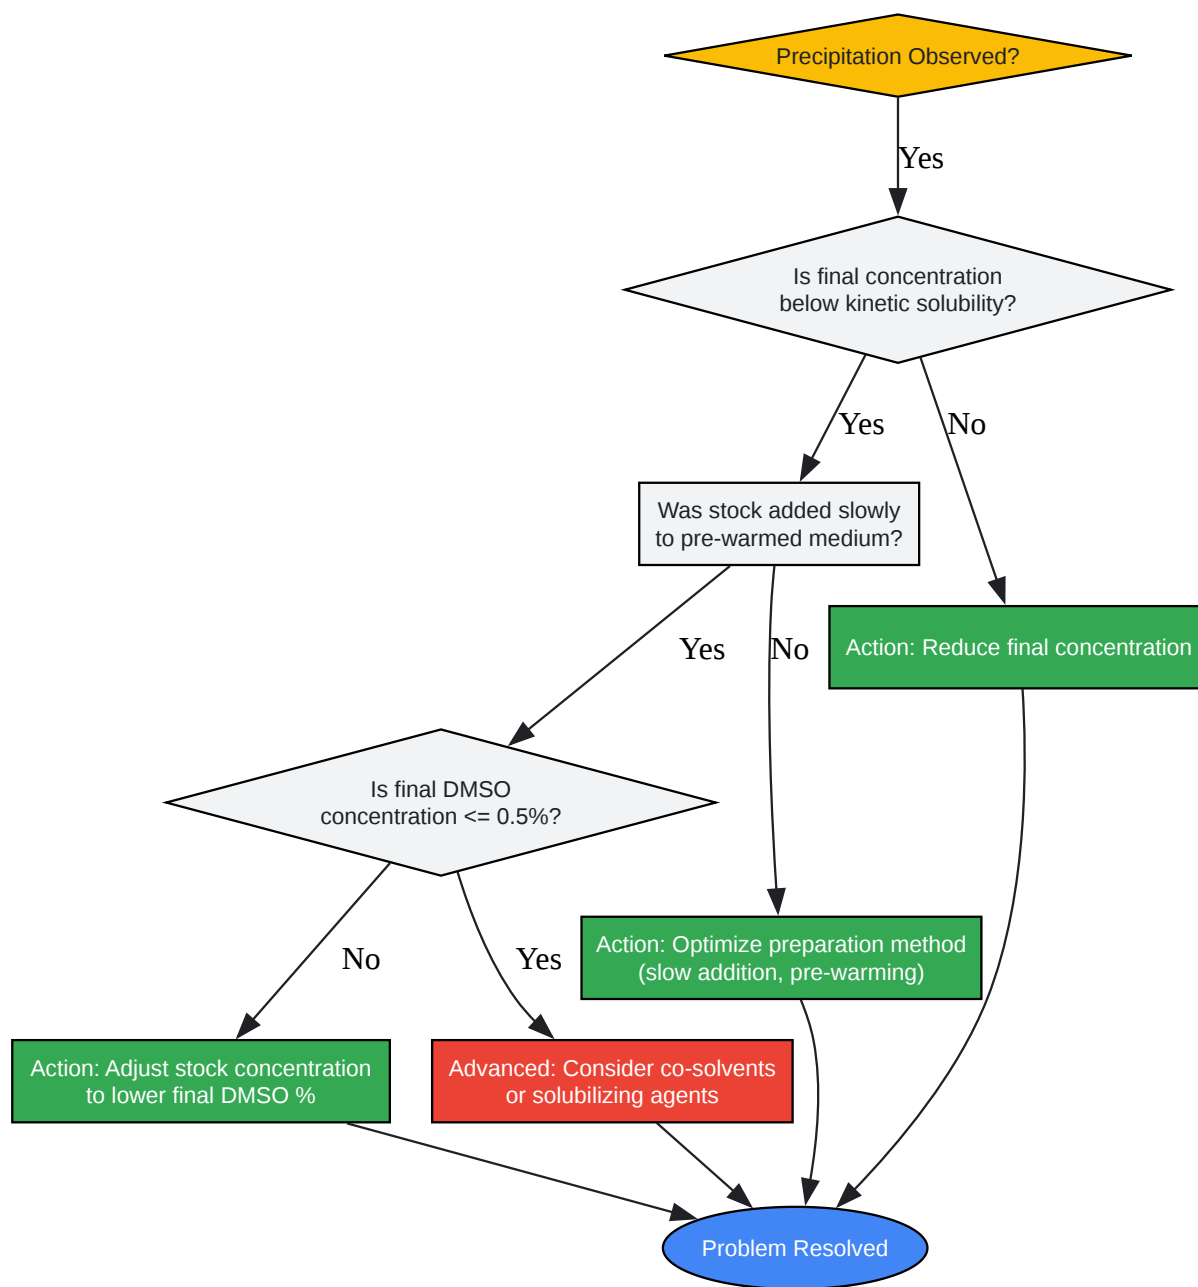 Precipitation Observed?
Yes
Is final concentration
below kinetic solubility?
Yes
No
Was stock added slowly
to pre-warmed medium?
Yes
No
Action: Reduce final concentration
Is final DMSO
concentration <= 0.5%?
No
Yes
Action: Optimize preparation method
(slow addition, pre-warming)
Action: Adjust stock concentration
to lower final DMSO %
Advanced: Consider co-solvents
or solubilizing agents
Problem Resolved